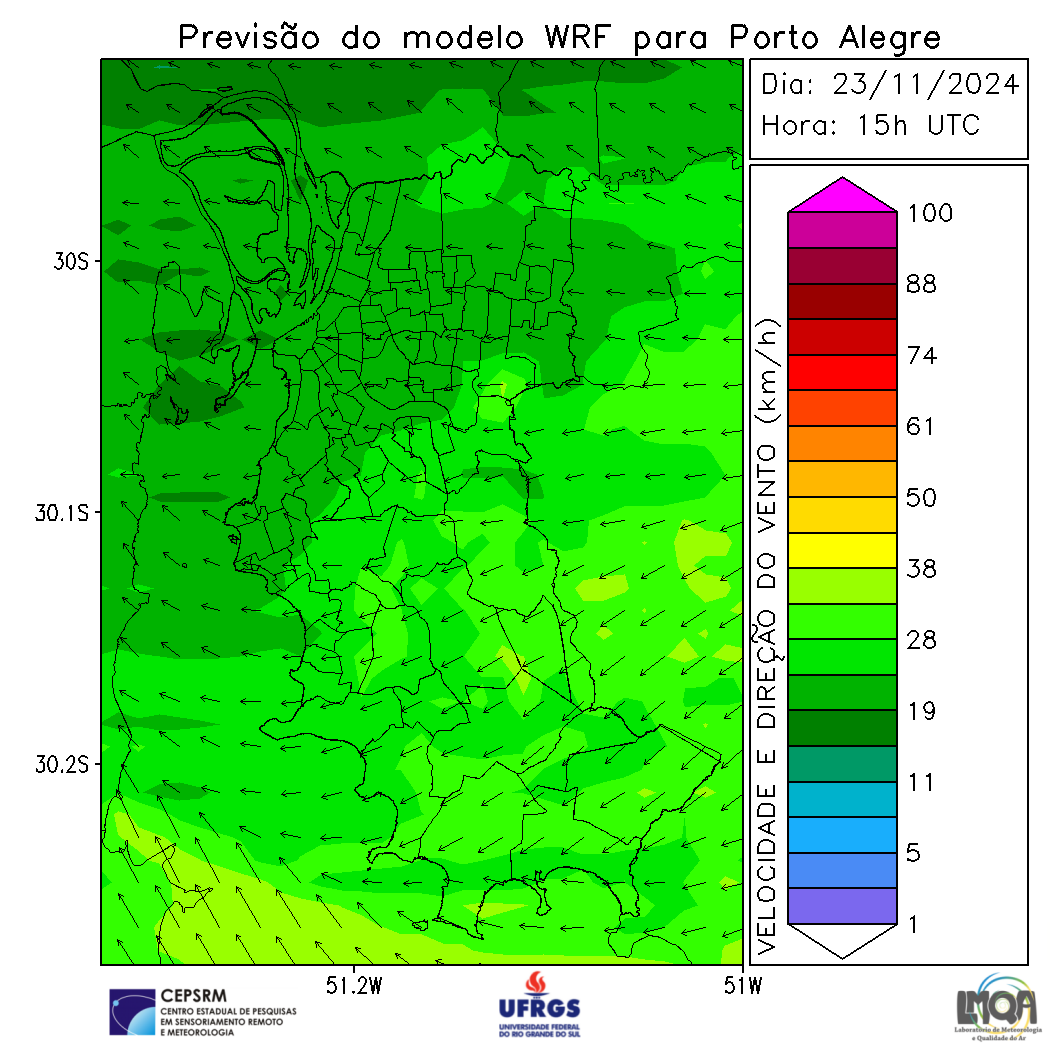 Previsão do modelo WRF para Porto Alegre
Dia: 23/11/2024
Hora: 15h UTC
VELOCIDADE E DIREÇÃO DO VENTO (km/h)
100
88
74
61
50
38
28
19
11
5
1
30S
30.1S
30.2S
51.2W
51W
CEPSRM
CENTRO ESTADUAL DE PESQUISAS
EM SENSORIAMENTO REMOTO
E METEOROLOGIA
UFRGS
UNIVERSIDADE FEDERAL
DO RIO GRANDE DO SUL
LMQA
Laboratório de Meteorologia
e Qualidade do Ar